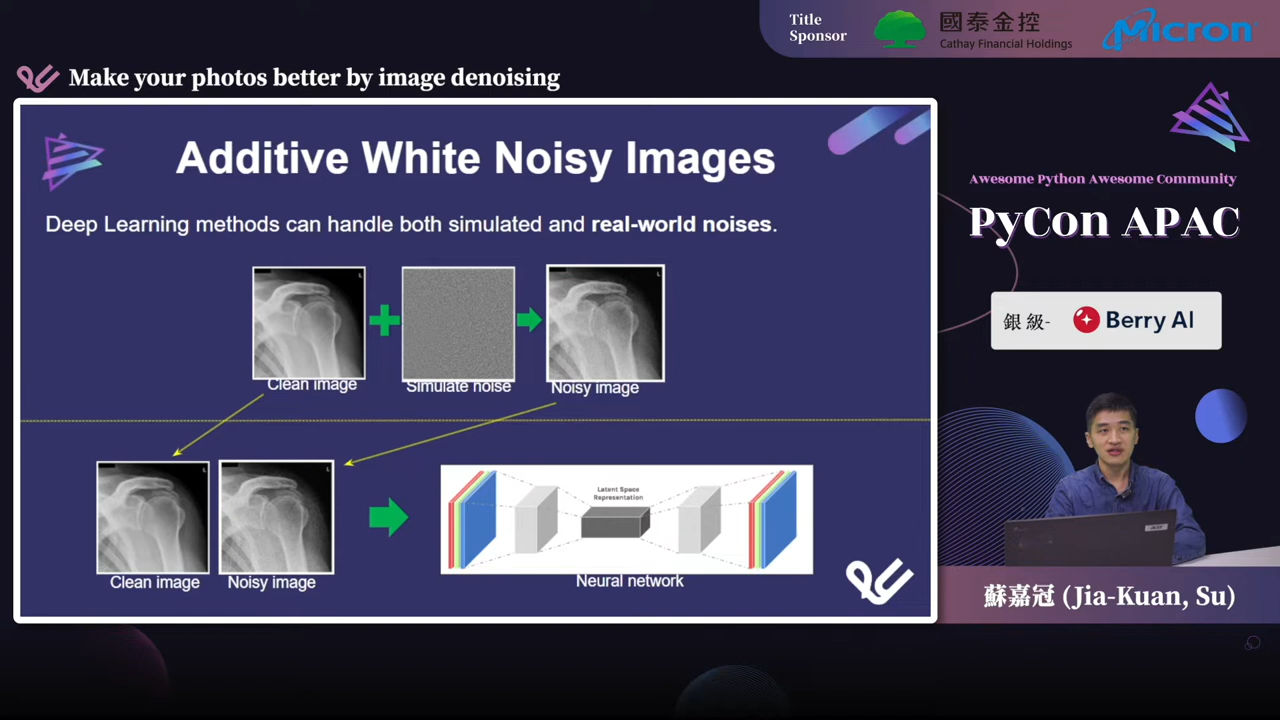 Title
Sponsor
國泰金控
Cathay Financial Holdings
Micron
Make your photos better by image denoising
Additive White Noisy Images
Deep Learning methods can handle both simulated and real-world noises.
L
L
Clean image
Simulate noise
Noisy image
L
L
Latent Space
Representation
Clean image
Noisy image
Neural network
Awesome Python Awesome Community
PyCon APAC
銀級-
Berry AI
acer
蘇嘉冠 (Jia-Kuan, Su)